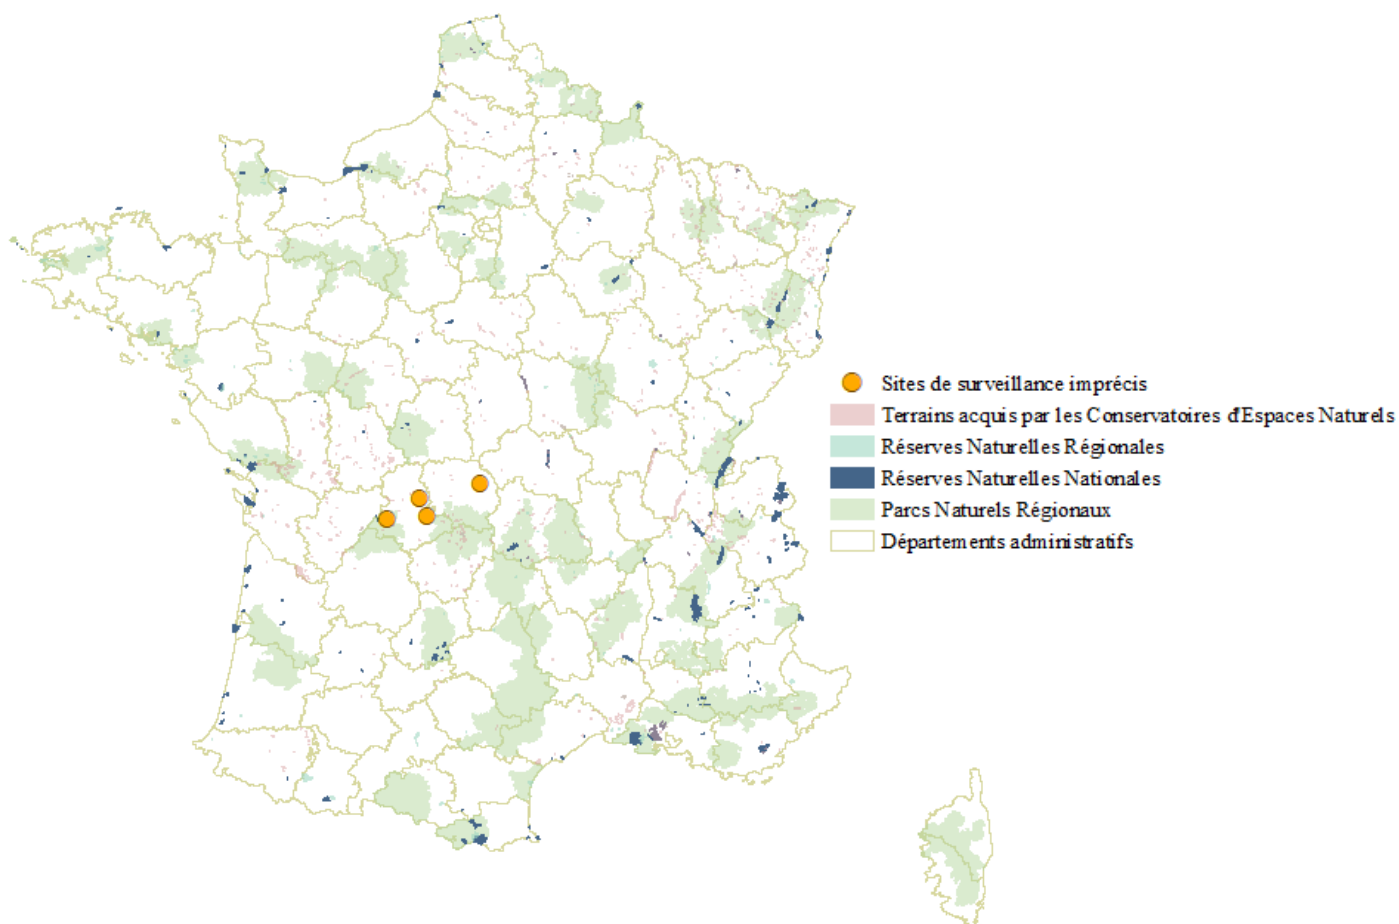 Sites de surveillance imprécis
Terrains acquis par les Conservatoires d'Espaces Naturels
Réserves Naturelles Régionales
Réserves Naturelles Nationales
Parcs Naturels Régionaux
Départements administratifs